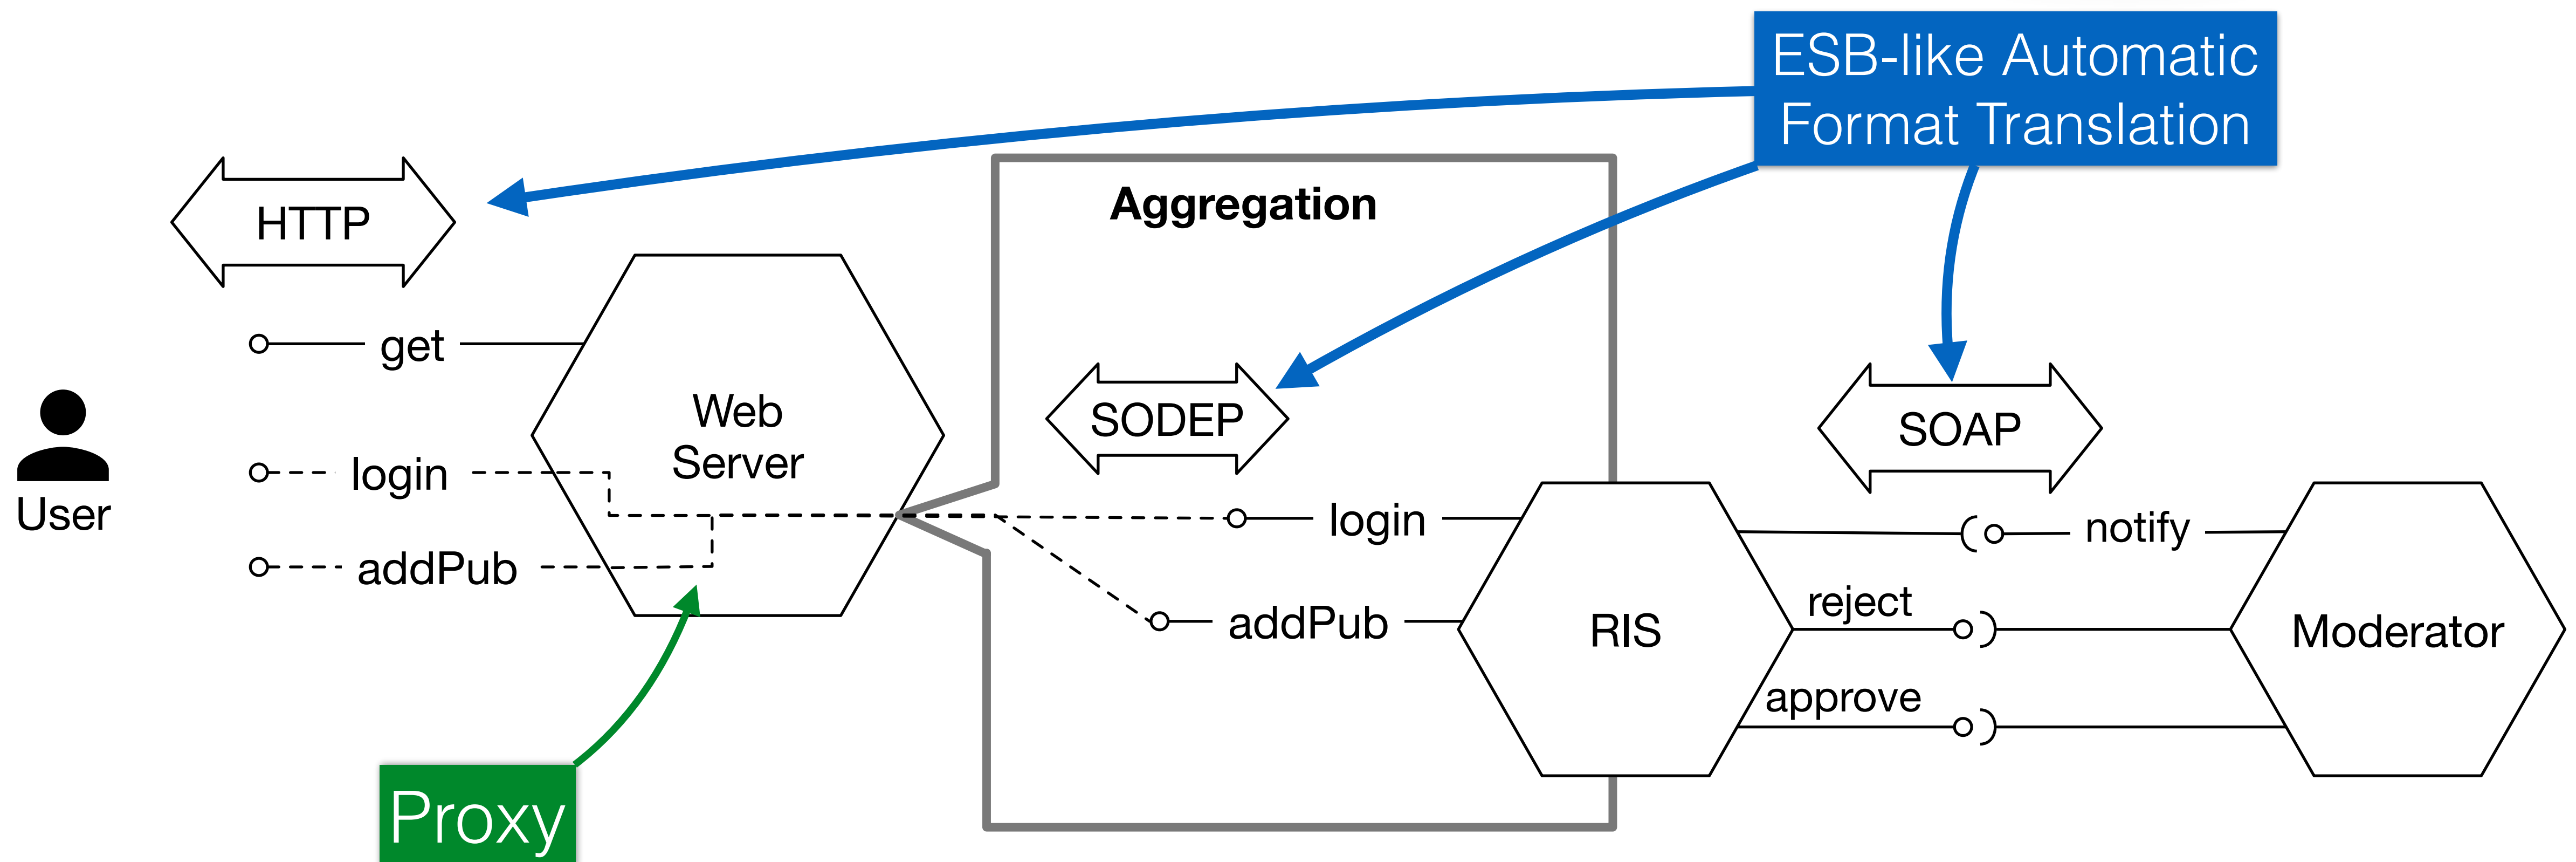 ESB-like Automatic
Format Translation
HTTP
Aggregation
get
Web
Server
SODEP
SOAP
User
login
login
notify
addPub
addPub
reject
RIS
Moderator
approve
Proxy